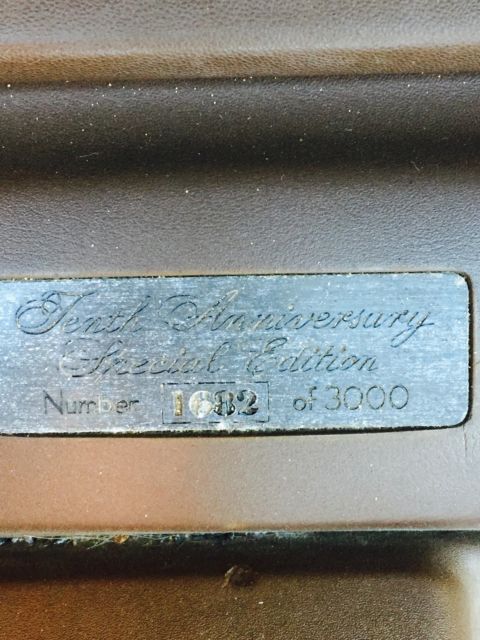 Tenth Anniversary
Special Edition
Number 1682 of 3000